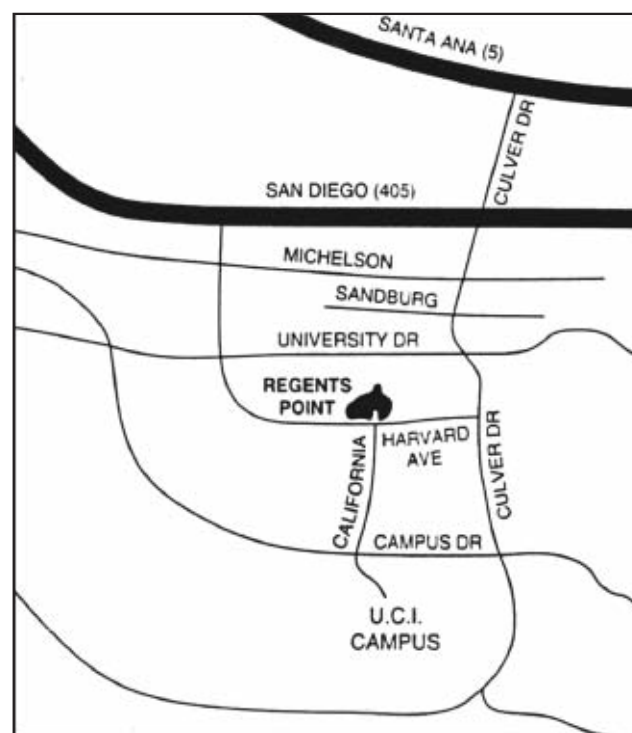 SANTA ANA (5)
CULVER DR
SAN DIEGO (405)
MICHELSON
SANDBURG
UNIVERSITY DR
REGENTS
POINT
HARVARD
AVE
CALIFORNIA
CULVER DR
CAMPUS DR
U.C.I.
CAMPUS